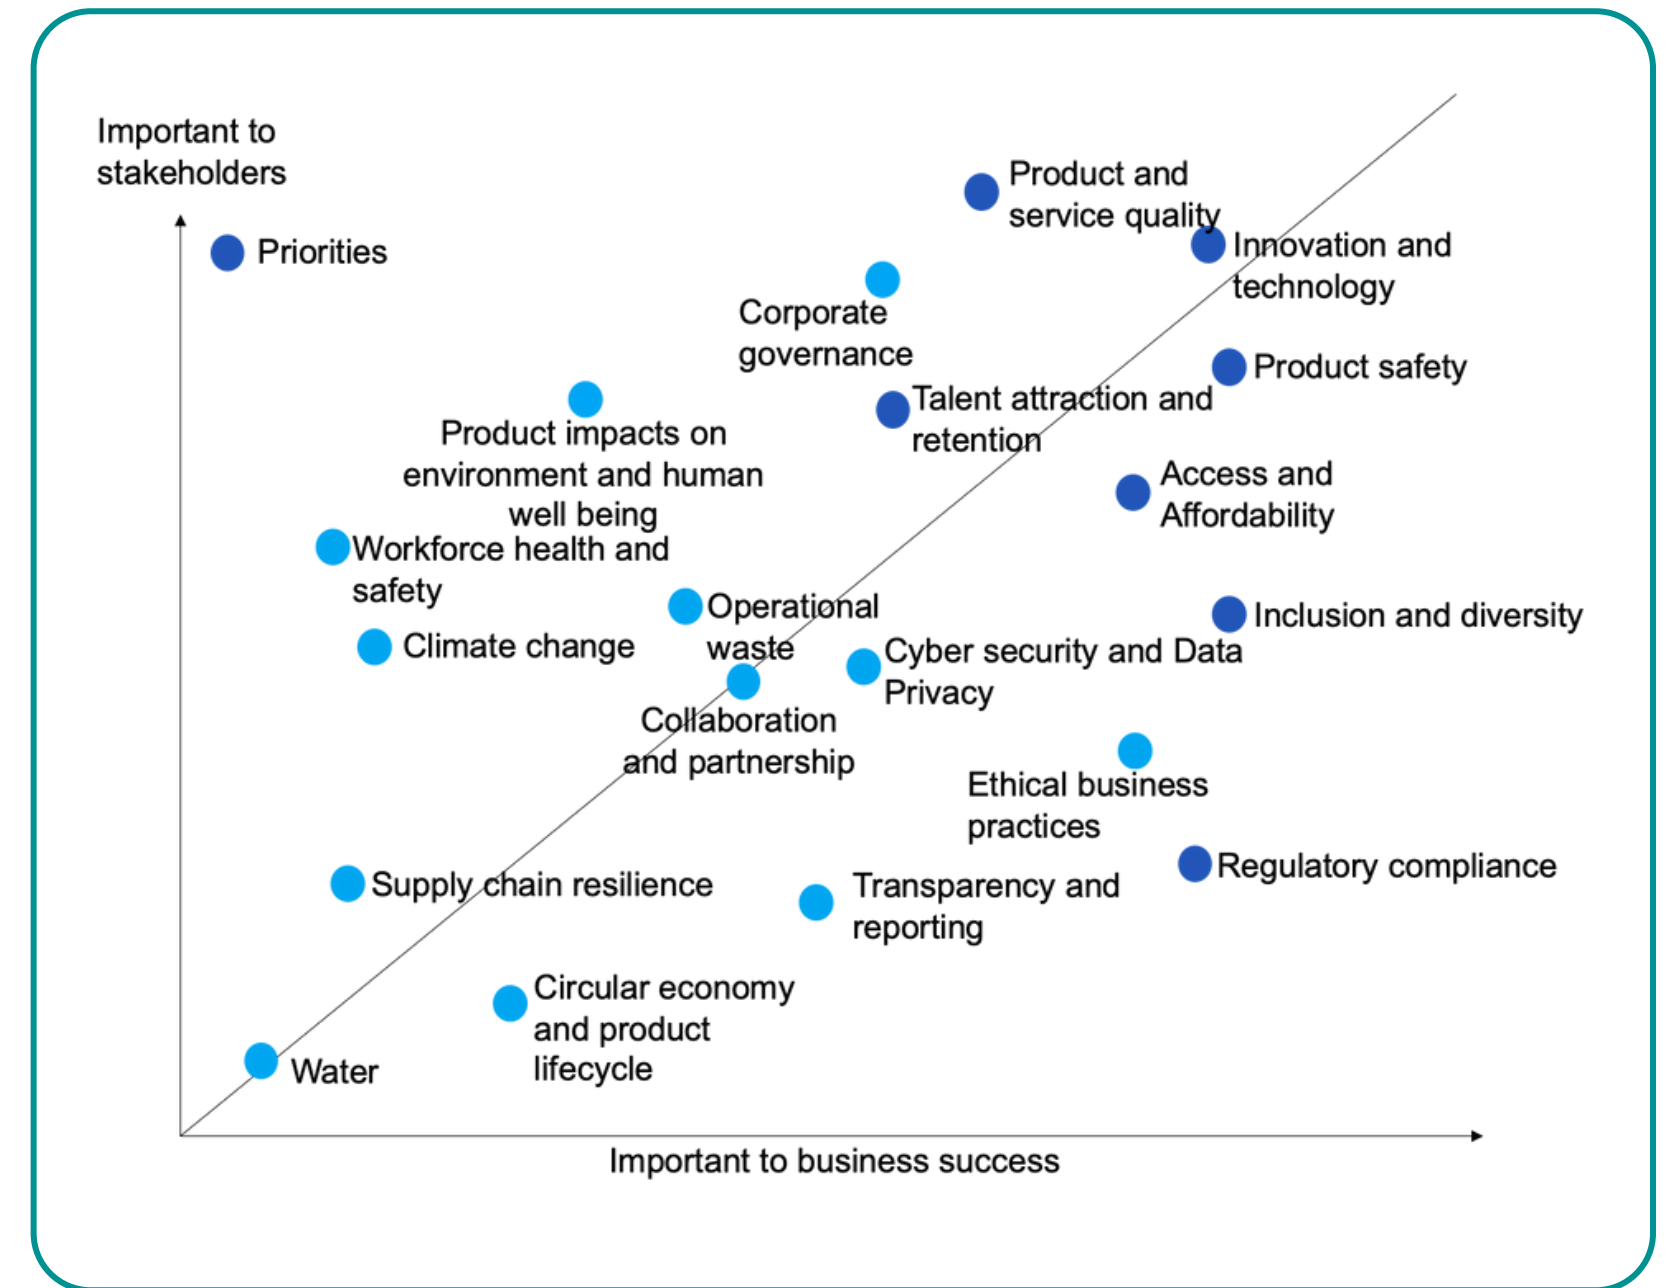 Important to
stakeholders
Priorities
Product and
service quality
Innovation and
technology
Corporate
governance
Product safety
Talent attraction and
retention
Product impacts on
environment and human
well being
Access and
Affordability
Workforce health and
safety
Operational
waste
Inclusion and diversity
Climate change
Cyber security and Data
Privacy
Collaboration
and partnership
Ethical business
practices
Regulatory compliance
Supply chain resilience
Transparency and
reporting
Circular economy
and product
lifecycle
Water
Important to business success